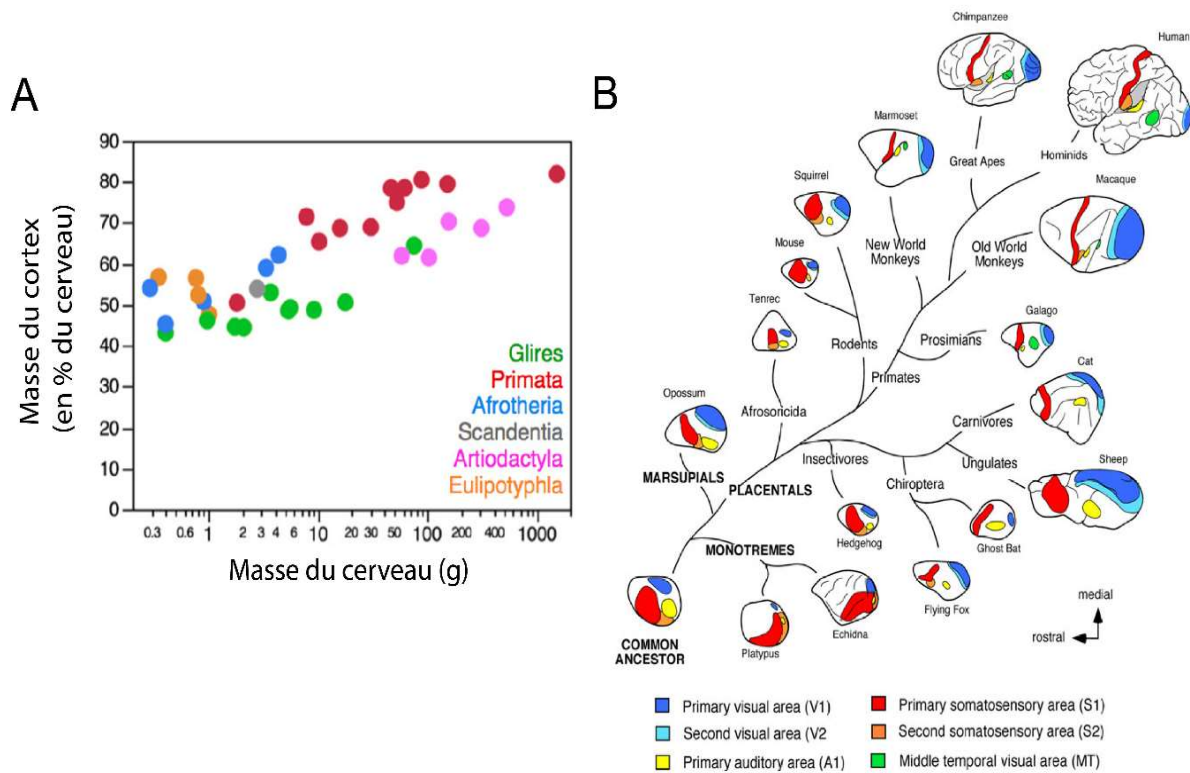 A
Masse du cortex
(en % du cerveau)
90
80
70
60
50
40
30
20
10
0
0.3 0.6 1 2 3 4 10 20 30 50 100 200 400 1000
Masse du cerveau (g)
Glires
Primata
Afrotheria
Scandentia
Artiodactyla
Eulipotyphla
B
Chimpanzee
Human
Marmoset
Great Apes
Hominids
Squirrel
Macaque
Mouse
New World
Monkeys
Old World
Monkeys
Tenrec
Galago
Rodents
Prosimians
Cat
Primates
Opossum
Afrosoricida
Carnivores
Insectivores
Ungulates
Sheep
MARSUPIALS
PLACENTALS
Chiroptera
Hedgehog
Ghost Bat
MONOTREMES
Flying Fox
medial
rostral
COMMON
ANCESTOR
Platypus
Echidna
Primary visual area (V1)
Second visual area (V2
Primary auditory area (A1)
Primary somatosensory area (S1)
Second somatosensory area (S2)
Middle temporal visual area (MT)